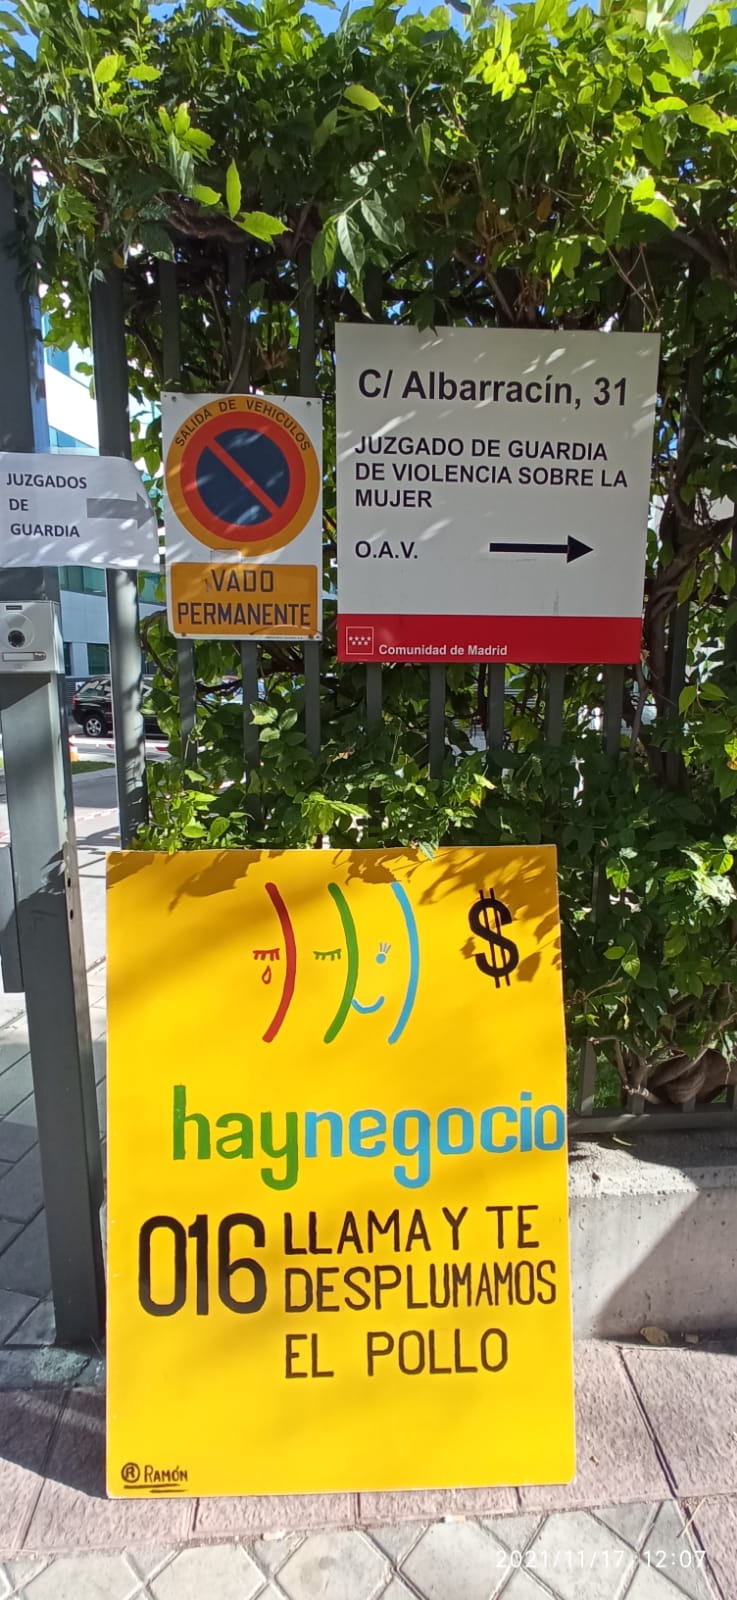 C/ Albarracín, 31
JUZGADO DE GUARDIA
DE VIOLENCIA SOBRE LA
MUJER
O.A.V.
Comunidad de Madrid
SALIDA DE VEHICULOS
VADO
PERMANENTE
JUZGADOS
DE
GUARDIA
$
haynegocio
016 LLAMA Y TE
DESPLUMAMOS
EL POLLO
® RAMÓN
2021/11/17 12:07